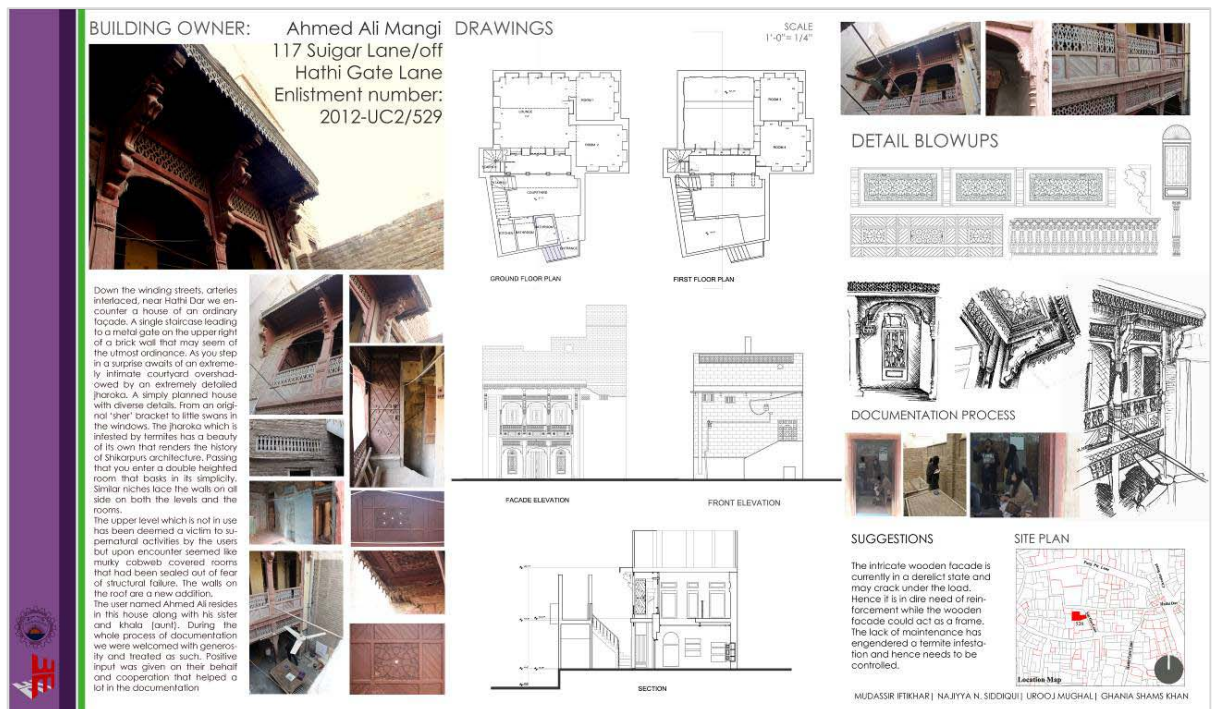 BUILDING OWNER:
Ahmed Ali Mangi
117 Suigar Lane/off
Hathi Gate Lane
Enlistment number:
2012-UC2/529
Down the winding streets, arteries
interlaced, near Hathi Dar we en-
counter a house of an ordinary
façade. A single staircase leading
to a metal gate on the upper right
of a brick wall that may seem of
the utmost ordinance. As you step
in a surprise awaits of an extreme-
ly intimate courtyard overshad-
owed by an extremely detailed
jharoka. A simply planned house
with diverse details. From an origi-
nal 'sher' bracket to little swans in
the windows. The jharoka which is
infested by termites has a beauty
of its own that renders the history
of Shikarpurs architecture. Passing
that you enter a double heighted
room that basks in its simplicity.
Similar niches lace the walls on all
side on both the levels and the
rooms.
The upper level which is not in use
has been deemed a victim to su-
pernatural activities by the users
but upon encounter seemed like
murky cobweb covered rooms
that had been sealed out of fear
of structural failure. The walls on
the roof are a new addition.
The user named Ahmed Ali resides
in this house along with his sister
and khala (aunt). During the
whole process of documentation
we were welcomed with generos-
ity and treated as such. Positive
input was given on their behalf
and cooperation that helped a
lot in the documentation
DRAWINGS
SCALE
1'-0"= 1/4"
LOUNGE
COURTYARD
KITCHEN
ENTRANCE
GROUND FLOOR PLAN
FIRST FLOOR PLAN
FACADE ELEVATION
FRONT ELEVATION
SECTION
DETAIL BLOWUPS
DOCUMENTATION PROCESS
SUGGESTIONS
The intricate wooden facade is
currently in a derelict state and
may crack under the load.
Hence it is in dire need of rein-
forcement while the wooden
facade could act as a frame.
The lack of maintenance has
engendered a termite infesta-
tion and hence needs to be
controlled.
SITE PLAN
Location Map
MUDASSIR IFTIKHAR| NAJIYYA N. SIDDIQUI| UROOJ MUGHAL| GHANIA SHAMS KHAN